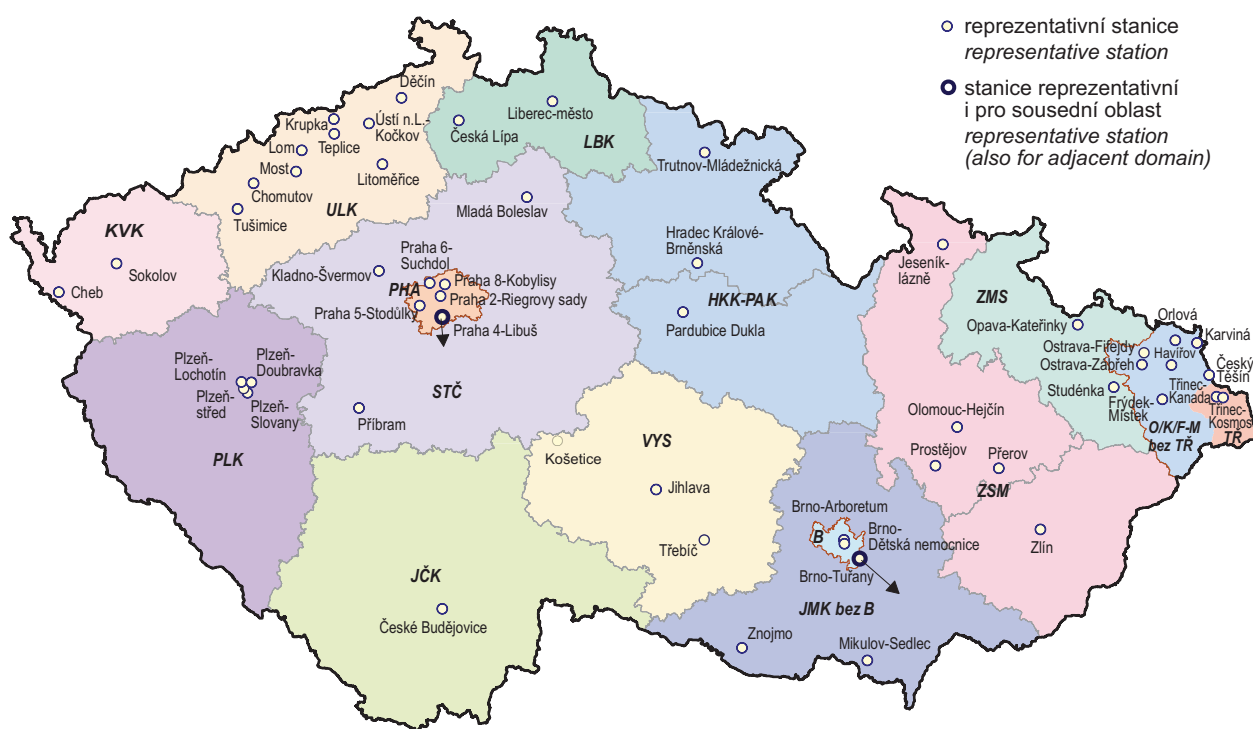 reprezentativní stanice
representative station
stanice reprezentativní
i pro sousední oblast
representative station
(also for adjacent domain)
Děčín
Krupka
Ústí n.L.-
Kočkov
Teplice
Lom
Most
Litoměřice
Chomutov
Tušimice
ULK
Liberec-město
Česká Lípa
LBK
Trutnov-Mládežnická
Mladá Boleslav
KVK
Sokolov
Cheb
Kladno-Švermov
Praha 6-
Suchdol
PHA
Praha 8-Kobylisy
Praha 2-Riegrovy sady
Praha 5-Stodůlky
Praha 4-Libuš
Hradec Králové-
Brněnská
HKK-PAK
Pardubice Dukla
Jeseník-
lázně
ZMS
Opava-Kateřinky
Orlová
Ostrava-Fifejdy
Havířov
Karviná
Ostrava-Zábřeh
Český
Těšín
Studénka
Třinec-
Kanada
Frýdek-
Místek
Třinec-
Kosmos
TŘ
O/K/F-M
bez TŘ
Plzeň-
Lochotín
Plzeň-
Doubravka
Plzeň-
střed
Plzeň-
Slovany
PLK
STČ
Příbram
VYS
Košetice
Jihlava
Třebíč
Olomouc-Hejčín
Prostějov
Přerov
ZSM
Zlín
Brno-Arboretum
B
Brno-
Dětská nemocnice
Brno-Tuřany
JMK bez B
Znojmo
Mikulov-Sedlec
JČK
České Budějovice